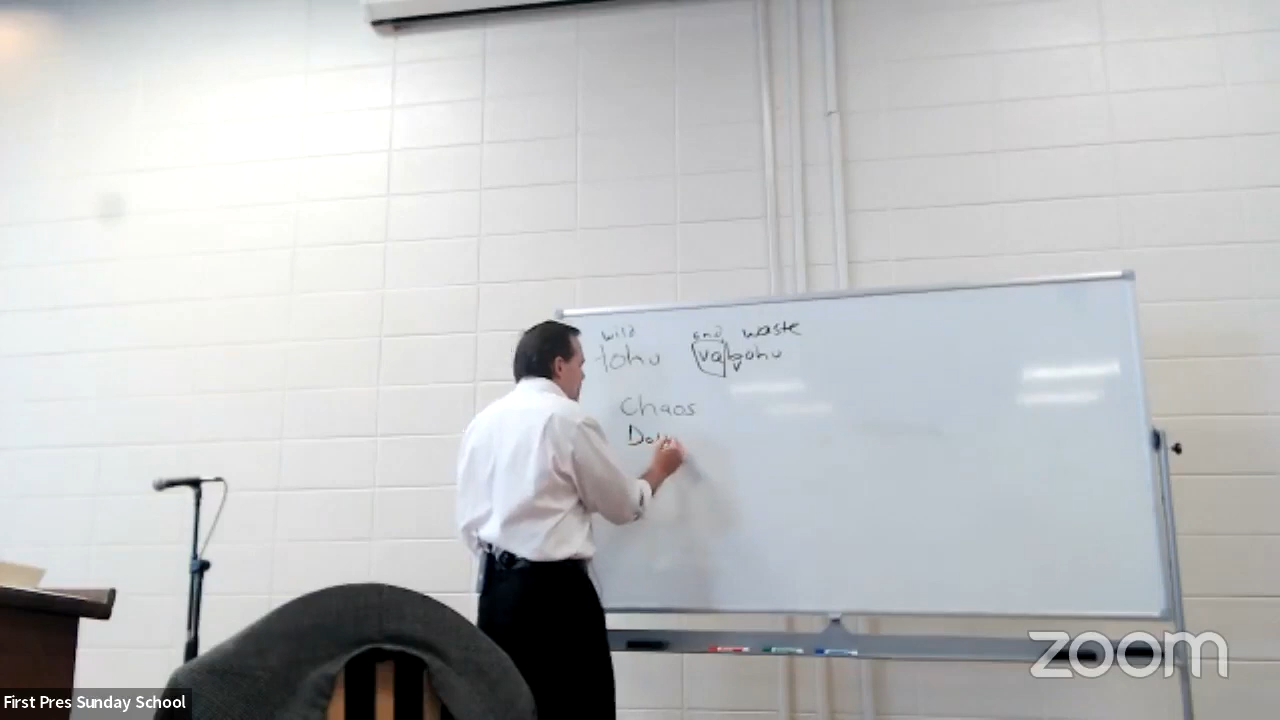 wild and waste
tohu va bohu
Chaos
zoom
First Pres Sunday School